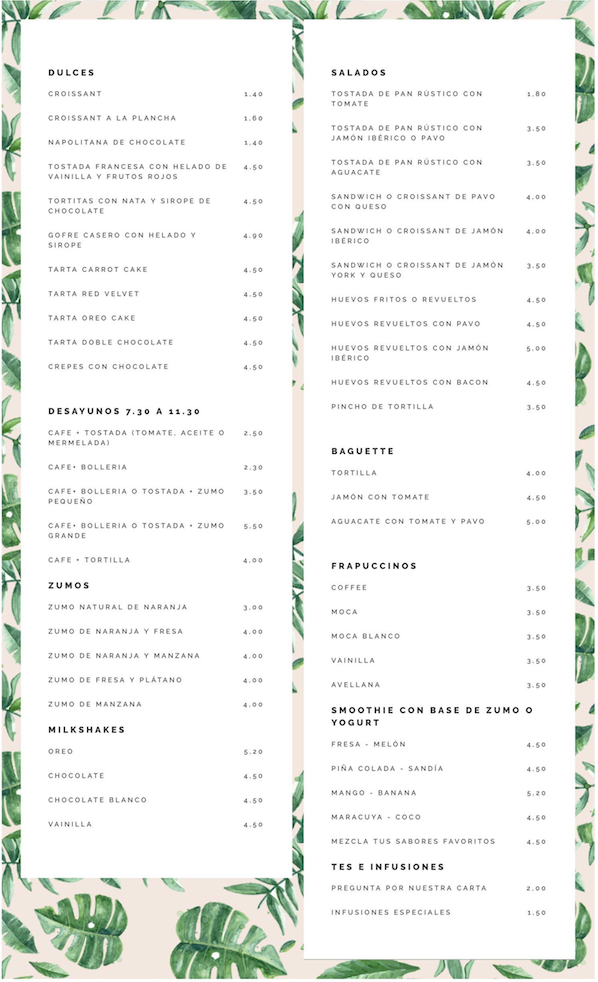 DULCES
CROISSANT 1.40
CROISSANT A LA PLANCHA 1.60
NAPOLITANA DE CHOCOLATE 1.40
TOSTADA FRANCESA CON HELADO DE 4.50
VAINILLA Y FRUTOS ROJOS
TORTITAS CON NATA Y SIROPE DE 4.50
CHOCOLATE
GOFRE CASERO CON HELADO Y 4.90
SIROPE
TARTA CARROT CAKE 4.50
TARTA RED VELVET 4.50
TARTA OREO CAKE 4.50
TARTA DOBLE CHOCOLATE 4.50
CREPES CON CHOCOLATE 4.50
DESAYUNOS 7.30 A 11.30
CAFE + TOSTADA (TOMATE, ACEITE O 2.50
MERMELADA)
CAFE+ BOLLERIA 2.30
CAFE+ BOLLERIA O TOSTADA + ZUMO 3.50
PEQUEÑO
CAFE+ BOLLERIA O TOSTADA + ZUMO 5.50
GRANDE
CAFE + TORTILLA 4.00
ZUMOS
ZUMO NATURAL DE NARANJA 3.00
ZUMO DE NARANJA Y FRESA 4.00
ZUMO DE NARANJA Y MANZANA 4.00
ZUMO DE FRESA Y PLÁTANO 4.00
ZUMO DE MANZANA 4.00
MILKSHAKES
OREO 5.20
CHOCOLATE 4.50
CHOCOLATE BLANCO 4.50
VAINILLA 4.50
SALADOS
TOSTADA DE PAN RÚSTICO CON 1.80
TOMATE
TOSTADA DE PAN RÚSTICO CON 3.50
JAMÓN IBÉRICO O PAVO
TOSTADA DE PAN RÚSTICO CON 3.50
AGUACATE
SANDWICH O CROISSANT DE PAVO 4.00
CON QUESO
SANDWICH O CROISSANT DE JAMÓN 4.00
IBÉRICO
SANDWICH O CROISSANT DE JAMÓN 3.50
YORK Y QUESO
HUEVOS FRITOS O REVUELTOS 4.50
HUEVOS REVUELTOS CON PAVO 4.50
HUEVOS REVUELTOS CON JAMÓN 5.00
IBÉRICO
HUEVOS REVUELTOS CON BACON 4.50
PINCHO DE TORTILLA 3.50
BAGUETTE
TORTILLA 4.00
JAMÓN CON TOMATE 4.50
AGUACATE CON TOMATE Y PAVO 5.00
FRAPUCCINOS
COFFEE 3.50
MOCA 3.50
MOCA BLANCO 3.50
VAINILLA 3.50
AVELLANA 3.50
SMOOTHIE CON BASE DE ZUMO O
YOGURT
FRESA - MELÓN 4.50
PIÑA COLADA - SANDÍA 4.50
MANGO - BANANA 5.20
MARACUYA - COCO 4.50
MEZCLA TUS SABORES FAVORITOS 4.50
TES E INFUSIONES
PREGUNTA POR NUESTRA CARTA 2.00
INFUSIONES ESPECIALES 1.50